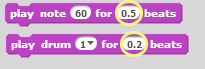 play note 60 for 0.5 beats
play drum 1 for 0.2 beats